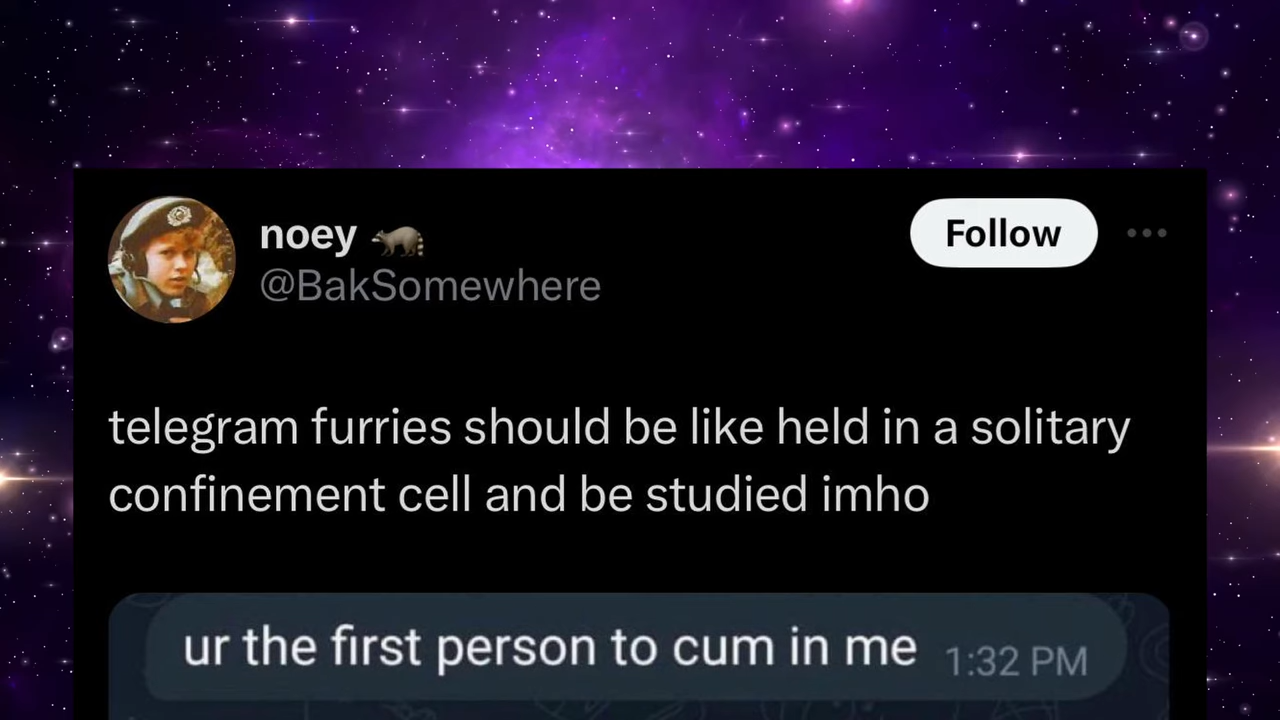 noey 🦝
Follow
@BakSomewhere
telegram furries should be like held in a solitary
confinement cell and be studied imho
ur the first person to cum in me 1:32 PM